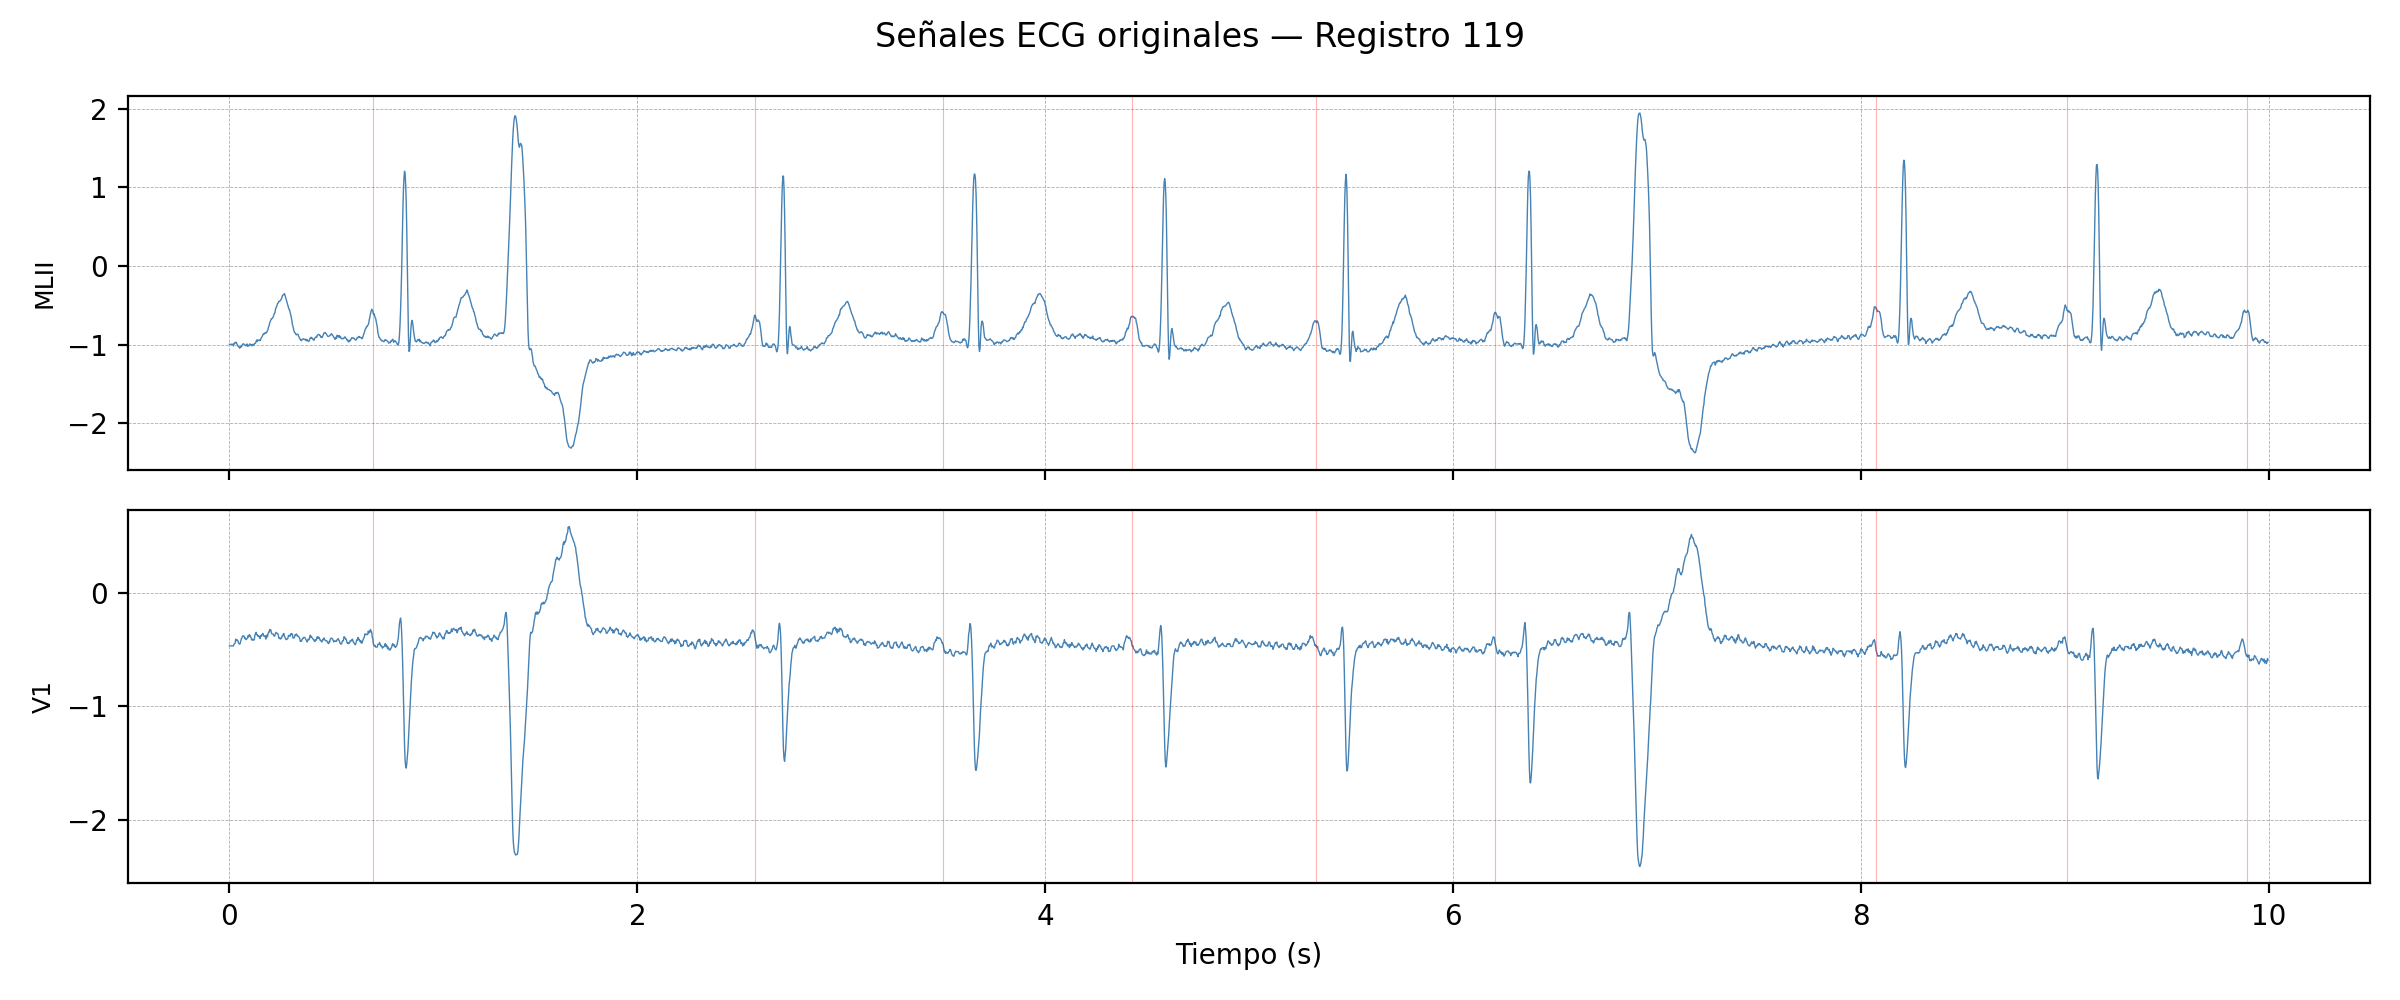 Señales ECG originales — Registro 119
2
1
0
−1
−2
MLII
0
−1
−2
V1
0 2 4 6 8 10
Tiempo (s)